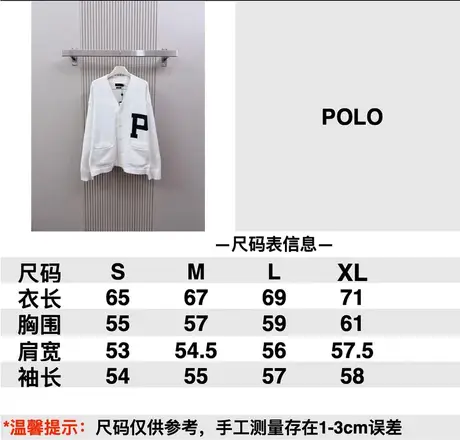 P
POLO
—尺码表信息—
尺码 S M L XL
衣长 65 67 69 71
胸围 55 57 59 61
肩宽 53 54.5 56 57.5
袖长 54 55 57 58
*温馨提示：尺码仅供参考，手工测量存在1-3cm误差